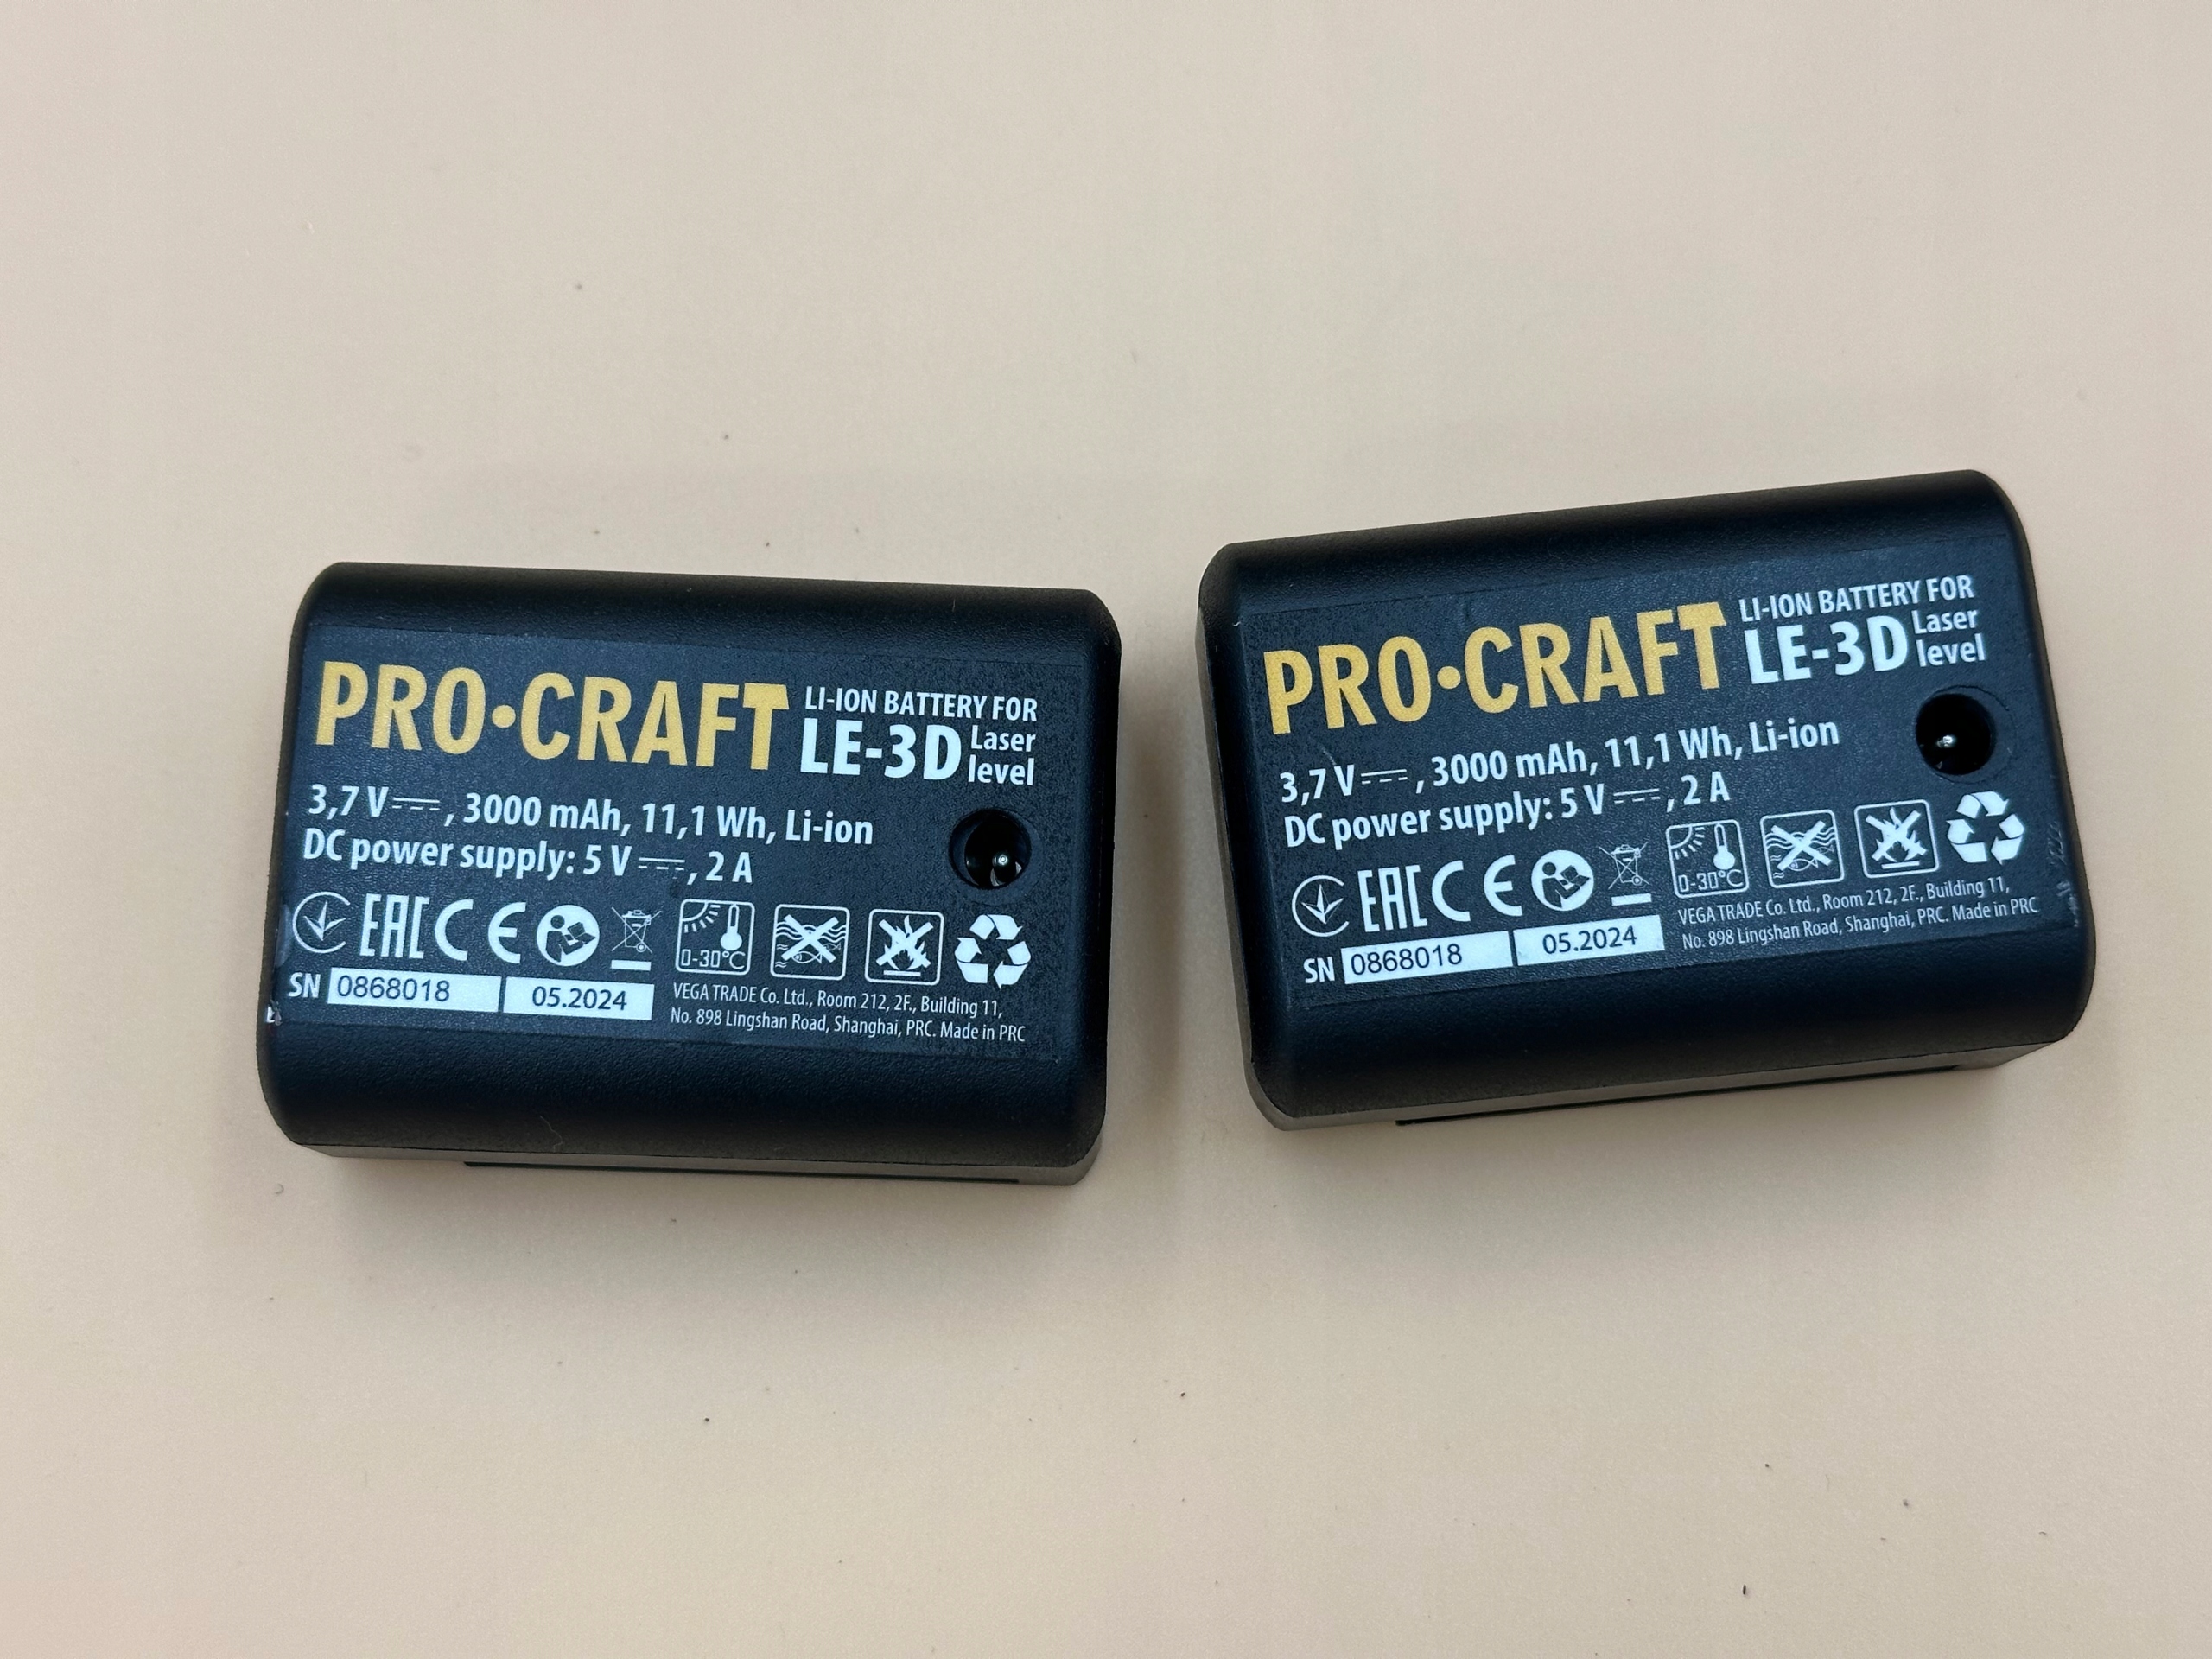 PRO·CRAFT
LI-ION BATTERY FOR
LE-3D Laser level
3,7 V⎓, 3000 mAh, 11,1 Wh, Li-ion
DC power supply: 5 V⎓, 2 A
EAC CE 0-30°C
SN 0868018 05.2024
VEGA TRADE Co. Ltd., Room 212, 2F., Building 11,
No. 898 Lingshan Road, Shanghai, PRC. Made in PRC
PRO·CRAFT
LI-ION BATTERY FOR
LE-3D Laser level
3,7 V⎓, 3000 mAh, 11,1 Wh, Li-ion
DC power supply: 5 V⎓, 2 A
EAC CE 0-30°C
SN 0868018 05.2024
VEGA TRADE Co. Ltd., Room 212, 2F., Building 11,
No. 898 Lingshan Road, Shanghai, PRC. Made in PRC